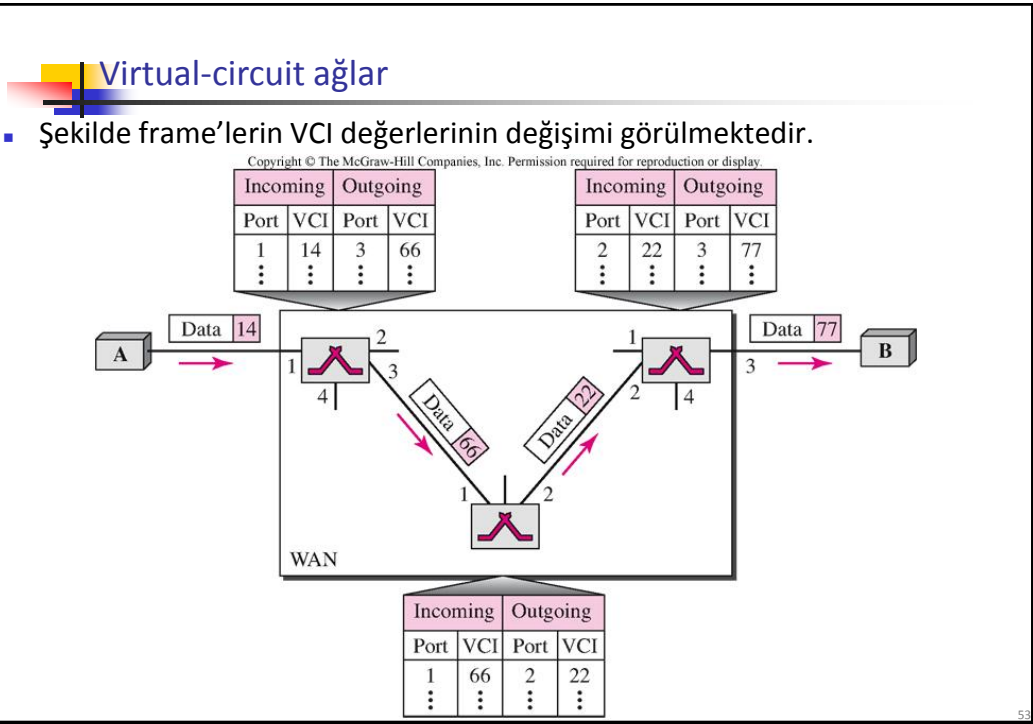 Virtual-circuit ağlar
Şekilde frame’lerin VCI değerlerinin değişimi görülmektedir.
Copyright © The McGraw-Hill Companies, Inc. Permission required for reproduction or display.
Incoming Outgoing
Port VCI Port VCI
1 14 3 66
Incoming Outgoing
Port VCI Port VCI
2 22 3 77
Data 14
A
1
2
3
4
Data 66
1
2
Data 22
1
2
3
4
Data 77
B
WAN
Incoming Outgoing
Port VCI Port VCI
1 66 2 22
53